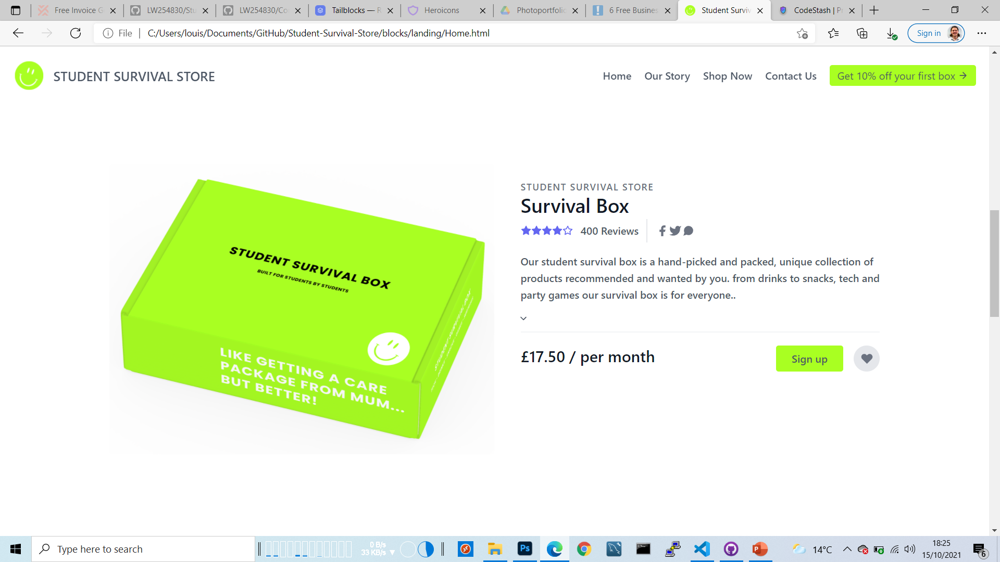 Free Invoice G
LW254830/Stu
LW254830/Co
Tailblocks — R
Heroicons
Photoportfolio
6 Free Busines
Student Surviv
CodeStash | Pr
File
C:/Users/louis/Documents/GitHub/Student-Survival-Store/blocks/landing/Home.html
Sign in
STUDENT SURVIVAL STORE
Home
Our Story
Shop Now
Contact Us
Get 10% off your first box →
STUDENT SURVIVAL STORE
Survival Box
400 Reviews
Our student survival box is a hand-picked and packed, unique collection of
products recommended and wanted by you. from drinks to snacks, tech and
party games our survival box is for everyone..
£17.50 / per month
Sign up
STUDENT SURVIVAL BOX
BUILT FOR STUDENTS BY STUDENTS
LIKE GETTING A CARE
PACKAGE FROM MUM...
BUT BETTER!
STUDENT SURVIVAL BOX
Type here to search
0 B/s
33 KB/s
Ps
14°C
18:25
15/10/2021
6